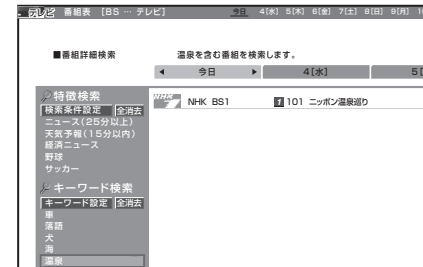 テレビ 番組表 [BS … テレビ] 今日 4[水] 5[木] 6[金] 7[土] 8[日] 9[月]
■番組詳細検索 温泉を含む番組を検索します。
◀ 今日 ▶ 4[水]
特徴検索
検索条件設定 全消去
ニュース(25分以上)
天気予報(15分以内)
経済ニュース
野球
サッカー
キーワード検索
キーワード設定 全消去
車
落語
犬
海
温泉
NHK NHK BS1 1 101 ニッポン温泉巡り